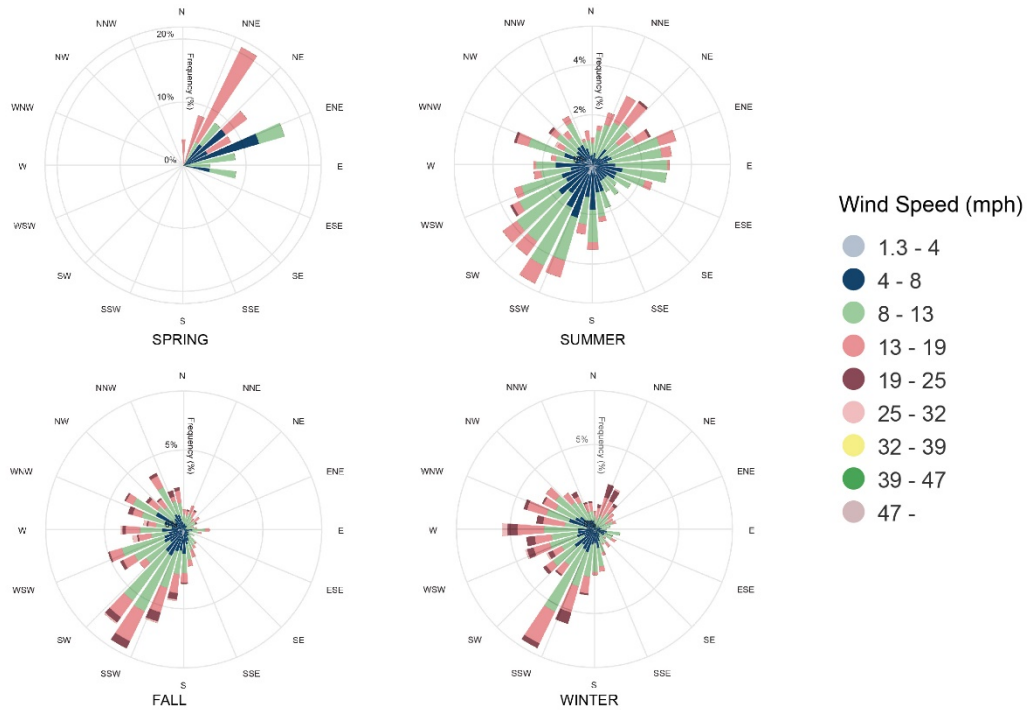 N
NNE
NE
ENE
E
ESE
SE
SSE
S
SSW
SW
WSW
W
WNW
NW
NNW
20%
10%
0%
Frequency (%)
SPRING
N
NNE
NE
ENE
E
ESE
SE
SSE
S
SSW
SW
WSW
W
WNW
NW
NNW
4%
2%
Frequency (%)
SUMMER
N
NNE
NE
ENE
E
ESE
SE
SSE
S
SSW
SW
WSW
W
WNW
NW
NNW
5%
Frequency (%)
FALL
N
NNE
NE
ENE
E
ESE
SE
SSE
S
SSW
SW
WSW
W
WNW
NW
NNW
5%
Frequency (%)
WINTER
Wind Speed (mph)
1.3 - 4
4 - 8
8 - 13
13 - 19
19 - 25
25 - 32
32 - 39
39 - 47
47 -